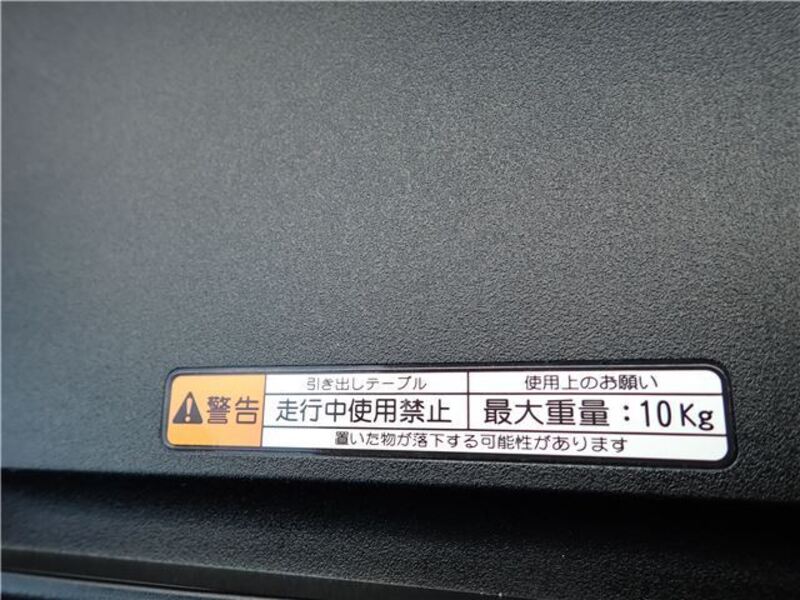 警告
引き出しテーブル
走行中使用禁止
使用上のお願い
最大重量：10Kg
置いた物が落下する可能性があります